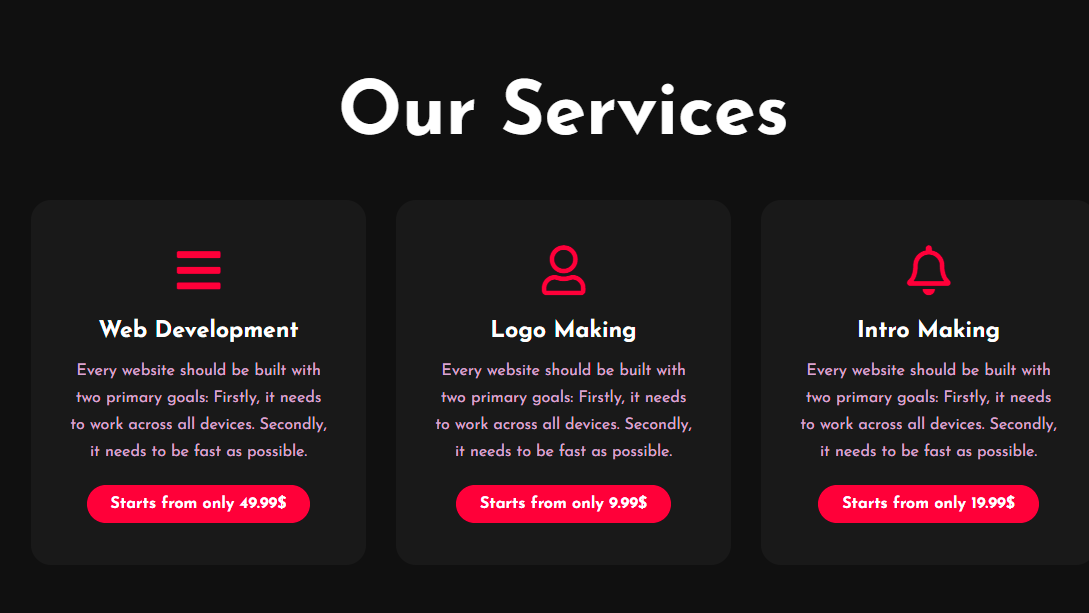 Our Services
Web Development
Every website should be built with
two primary goals: Firstly, it needs
to work across all devices. Secondly,
it needs to be fast as possible.
Starts from only 49.99$
Logo Making
Every website should be built with
two primary goals: Firstly, it needs
to work across all devices. Secondly,
it needs to be fast as possible.
Starts from only 9.99$
Intro Making
Every website should be built with
two primary goals: Firstly, it needs
to work across all devices. Secondly,
it needs to be fast as possible.
Starts from only 19.99$